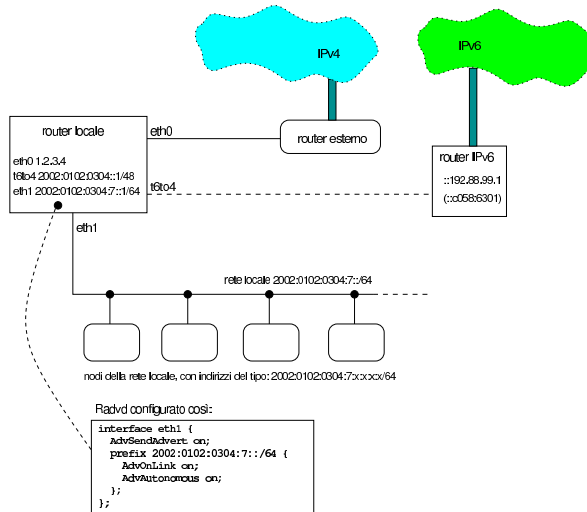 IPv4
IPv6
router locale
eth0 1.2.3.4
t6to4 2002:0102:0304::1/48
eth1 2002:0102:0304:7::1/64
eth0
router esterno
router IPv6
::192.88.99.1
(::c058:6301)
t6to4
eth1
rete locale 2002:0102:0304:7::/64
nodi della rete locale, con indirizzi del tipo: 2002:0102:0304:7:x:x:x:x/64
Radvd configurato così:
interface eth1 {
AdvSendAdvert on;
prefix 2002:0102:0304:7::/64 {
AdvOnLink on;
AdvAutonomous on;
};
};